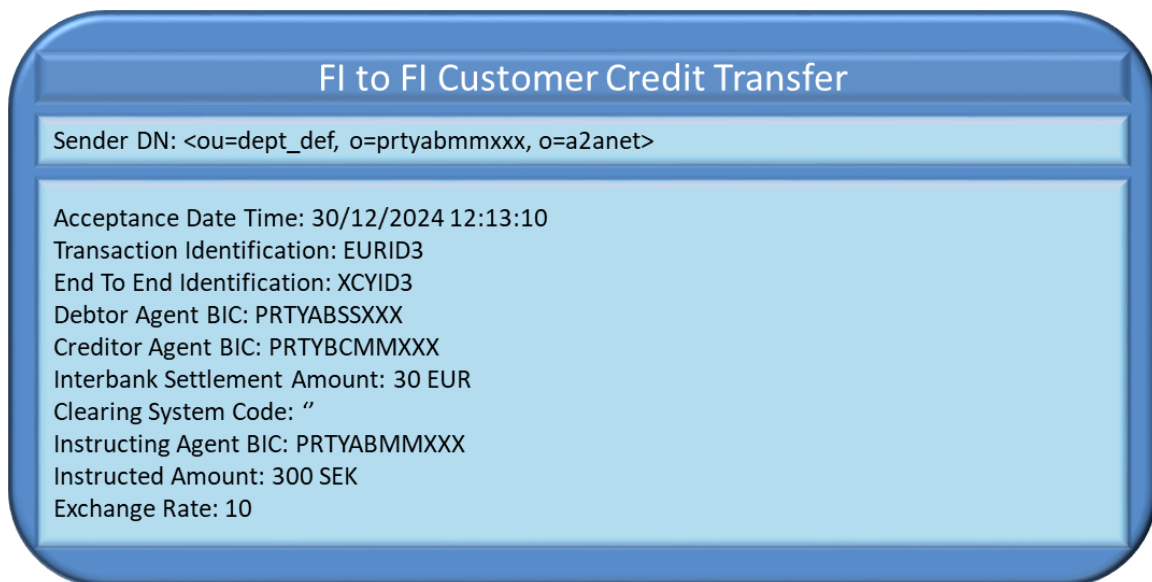 FI to FI Customer Credit Transfer
Sender DN: <ou=dept_def, o=prtyabmmxxx, o=a2anet>
Acceptance Date Time: 30/12/2024 12:13:10
Transaction Identification: EURID3
End To End Identification: XCYID3
Debtor Agent BIC: PRTYABSSXXX
Creditor Agent BIC: PRTYBCMMXXX
Interbank Settlement Amount: 30 EUR
Clearing System Code: ‘’
Instructing Agent BIC: PRTYABMMXXX
Instructed Amount: 300 SEK
Exchange Rate: 10